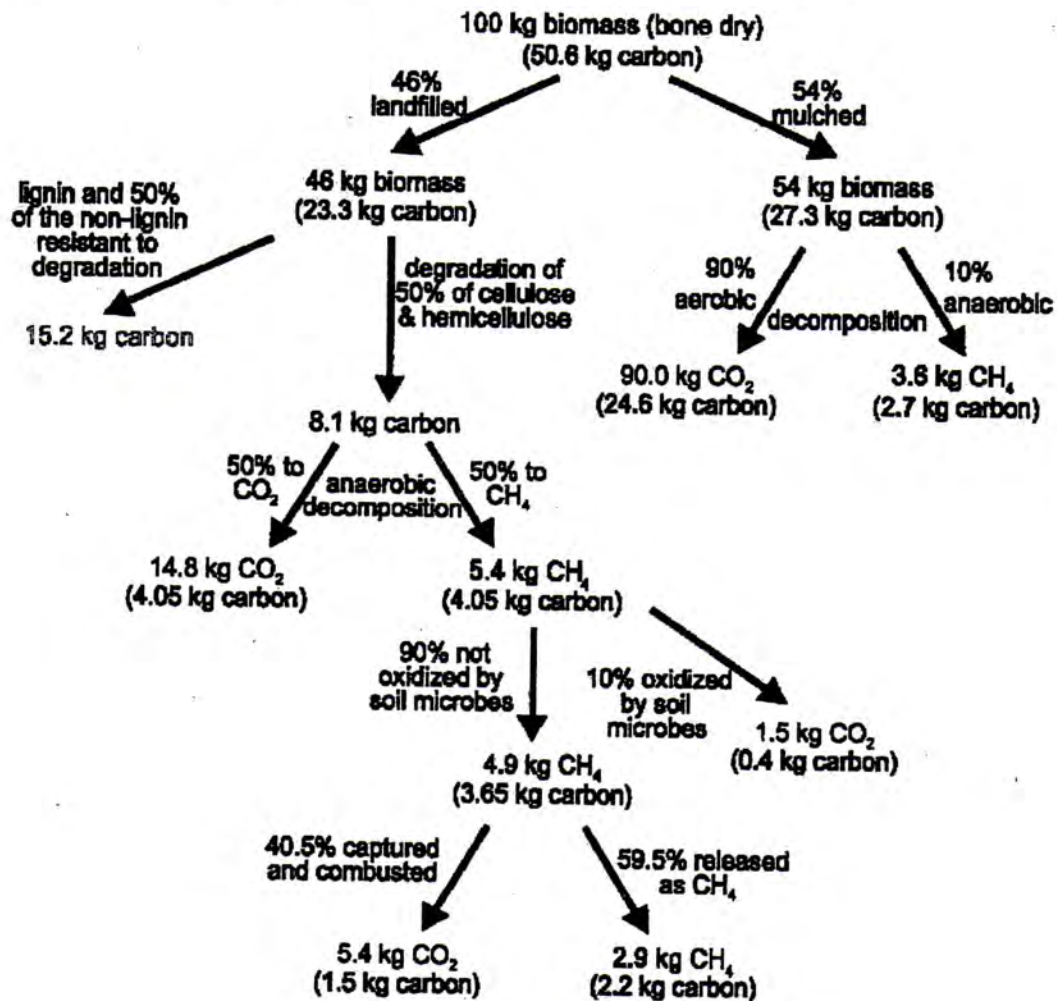 100 kg biomass (bone dry)
(50.6 kg carbon)
46%
landfilled
54%
mulched
lignin and 50%
of the non-lignin
resistant to
degradation
46 kg biomass
(23.3 kg carbon)
54 kg biomass
(27.3 kg carbon)
15.2 kg carbon
degradation of
50% of cellulose
& hemicellulose
90%
aerobic
decomposition
10%
anaerobic
8.1 kg carbon
90.0 kg CO₂
(24.6 kg carbon)
3.6 kg CH₄
(2.7 kg carbon)
50% to
CO₂
anaerobic
decomposition
50% to
CH₄
14.8 kg CO₂
(4.05 kg carbon)
5.4 kg CH₄
(4.05 kg carbon)
90% not
oxidized by
soil microbes
10% oxidized
by soil
microbes
1.5 kg CO₂
(0.4 kg carbon)
4.9 kg CH₄
(3.65 kg carbon)
40.5% captured
and combusted
59.5% released
as CH₄
5.4 kg CO₂
(1.5 kg carbon)
2.9 kg CH₄
(2.2 kg carbon)